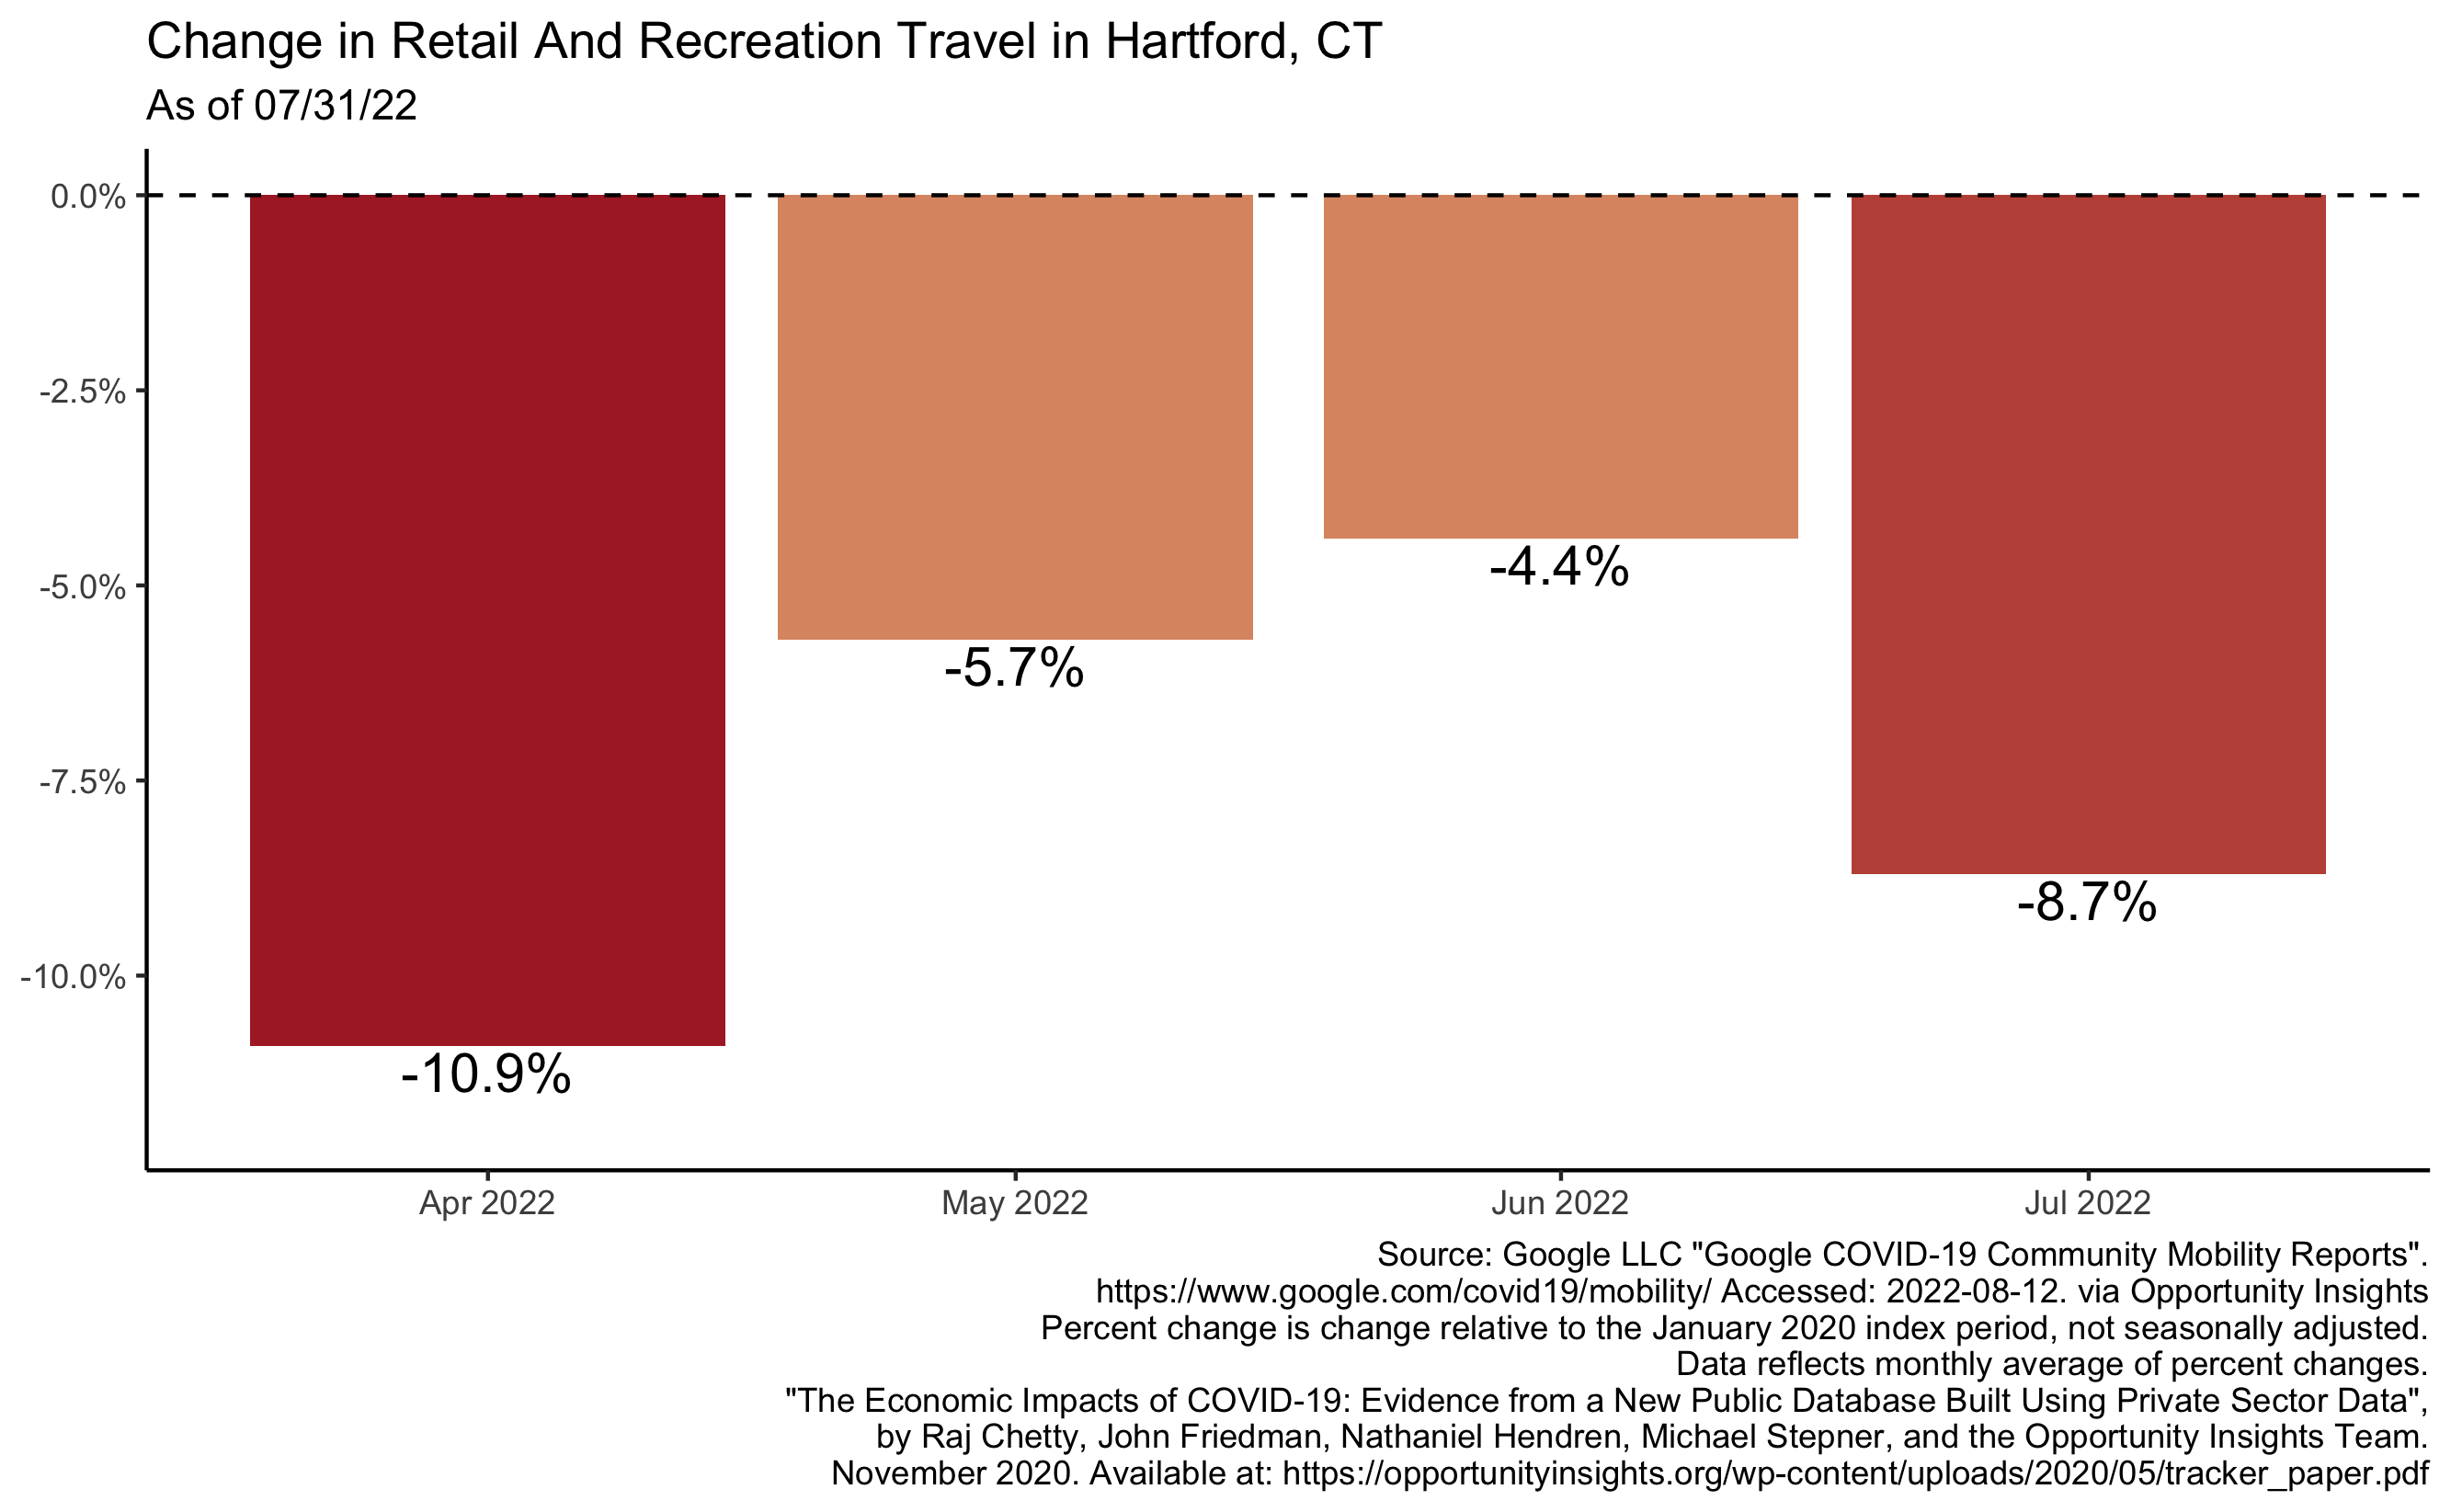 Change in Retail And Recreation Travel in Hartford, CT
As of 07/31/22
0.0%
-2.5%
-5.0%
-7.5%
-10.0%
-10.9%
-5.7%
-4.4%
-8.7%
Apr 2022
May 2022
Jun 2022
Jul 2022
Source: Google LLC "Google COVID-19 Community Mobility Reports".
https://www.google.com/covid19/mobility/ Accessed: 2022-08-12. via Opportunity Insights
Percent change is change relative to the January 2020 index period, not seasonally adjusted.
Data reflects monthly average of percent changes.
"The Economic Impacts of COVID-19: Evidence from a New Public Database Built Using Private Sector Data",
by Raj Chetty, John Friedman, Nathaniel Hendren, Michael Stepner, and the Opportunity Insights Team.
November 2020. Available at: https://opportunityinsights.org/wp-content/uploads/2020/05/tracker_paper.pdf